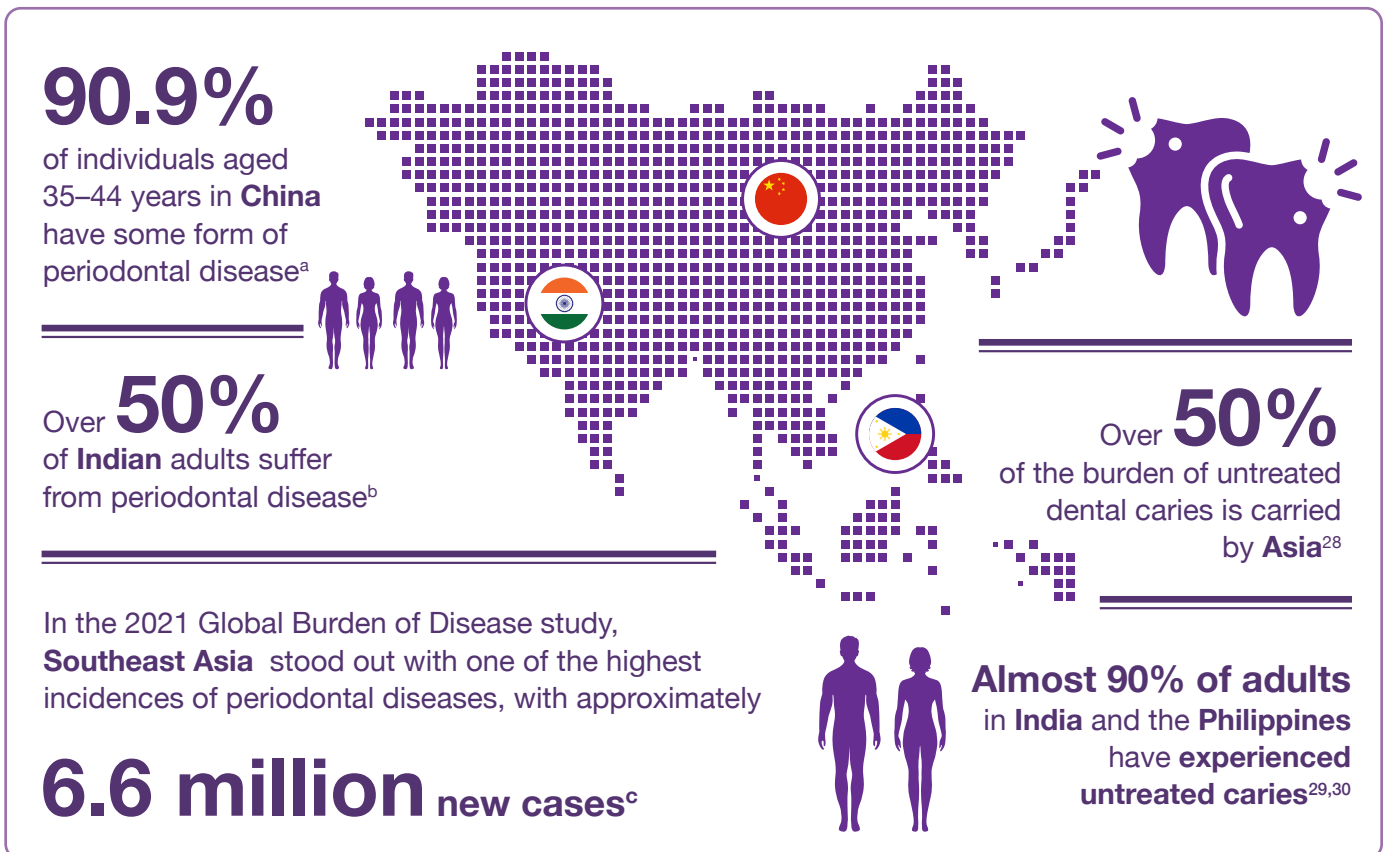 90.9%
of individuals aged
35–44 years in China
have some form of
periodontal diseaseᵃ
Over 50%
of Indian adults suffer
from periodontal diseaseᵇ
In the 2021 Global Burden of Disease study,
Southeast Asia stood out with one of the highest
incidences of periodontal diseases, with approximately
6.6 million new casesᶜ
Over 50%
of the burden of untreated
dental caries is carried
by Asia²⁸
Almost 90% of adults
in India and the Philippines
have experienced
untreated caries²⁹,³⁰